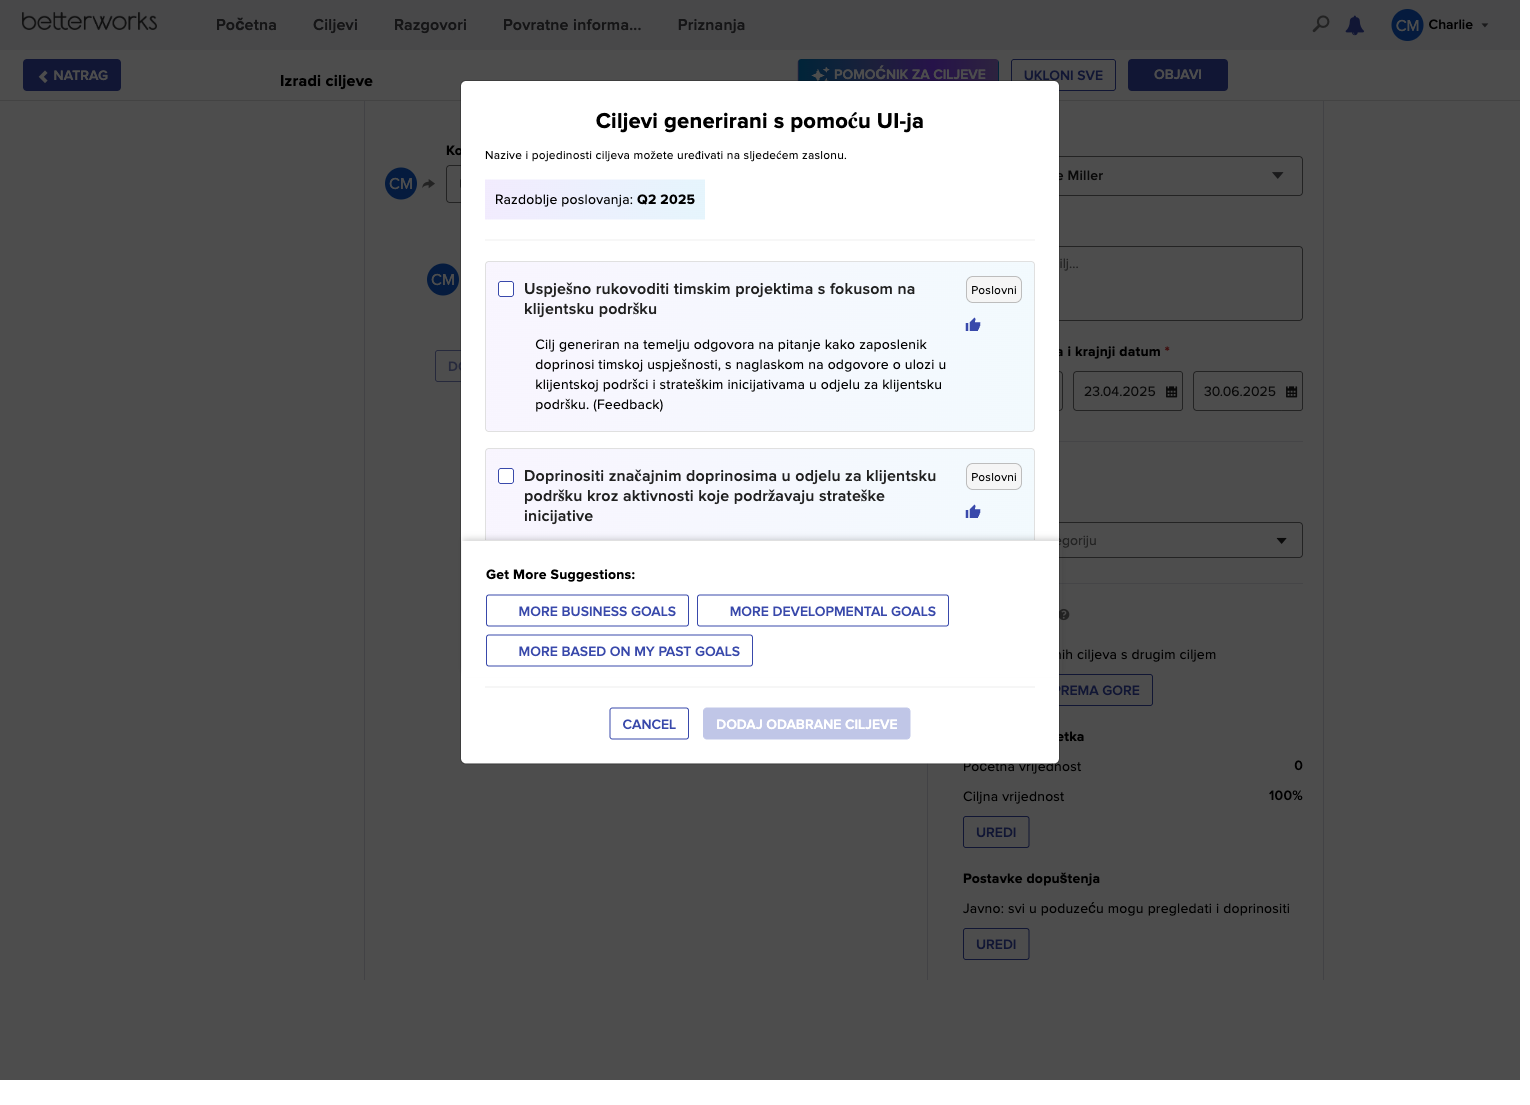 betterworks
Početna
Ciljevi
Razgovori
Povratne informa...
Priznanja
CM
Charlie
NATRAG
Izradi ciljeve
POMOĆNIK ZA CILJEVE
UKLONI SVE
OBJAVI
Ciljevi generirani s pomoću UI-ja
Nazive i pojedinosti ciljeva možete uređivati na sljedećem zaslonu.
Razdoblje poslovanja: Q2 2025
Uspješno rukovoditi timskim projektima s fokusom na
klijentsku podršku
Poslovni
Cilj generiran na temelju odgovora na pitanje kako zaposlenik
doprinosi timskoj uspješnosti, s naglaskom na odgovore o ulozi u
klijentskoj podršci i strateškim inicijativama u odjelu za klijentsku
podršku. (Feedback)
Doprinositi značajnim doprinosima u odjelu za klijentsku
podršku kroz aktivnosti koje podržavaju strateške
inicijative
Poslovni
Get More Suggestions:
MORE BUSINESS GOALS
MORE DEVELOPMENTAL GOALS
MORE BASED ON MY PAST GOALS
CANCEL
DODAJ ODABRANE CILJEVE
CM
CM
Miller
i krajnji datum *
23.04.2025
30.06.2025
ciljeva s drugim ciljem
PREMA GORE
Početna vrijednost
0
Ciljna vrijednost
100%
UREDI
Postavke dopuštenja
Javno: svi u poduzeću mogu pregledati i doprinositi
UREDI